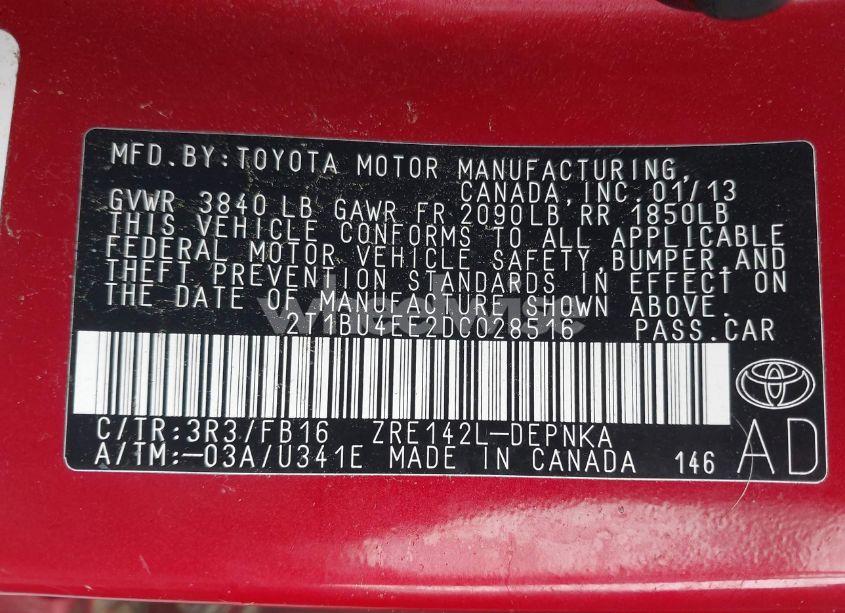 MFD.BY:TOYOTA MOTOR MANUFACTURING,
CANADA,INC.01/13
GVWR 3840 LB GAWR FR 2090LB RR 1850LB
THIS VEHICLE CONFORMS TO ALL APPLICABLE
FEDERAL MOTOR VEHICLE SAFETY,BUMPER,AND
THEFT PREVENTION STANDARDS IN EFFECT ON
THE DATE OF MANUFACTURE SHOWN ABOVE.
2T1BU4EE2DC028516 PASS.CAR
C/TR:3R3/FB16 ZRE142L-DEPNKA
A/TM:-03A/U341E MADE IN CANADA 146 AD